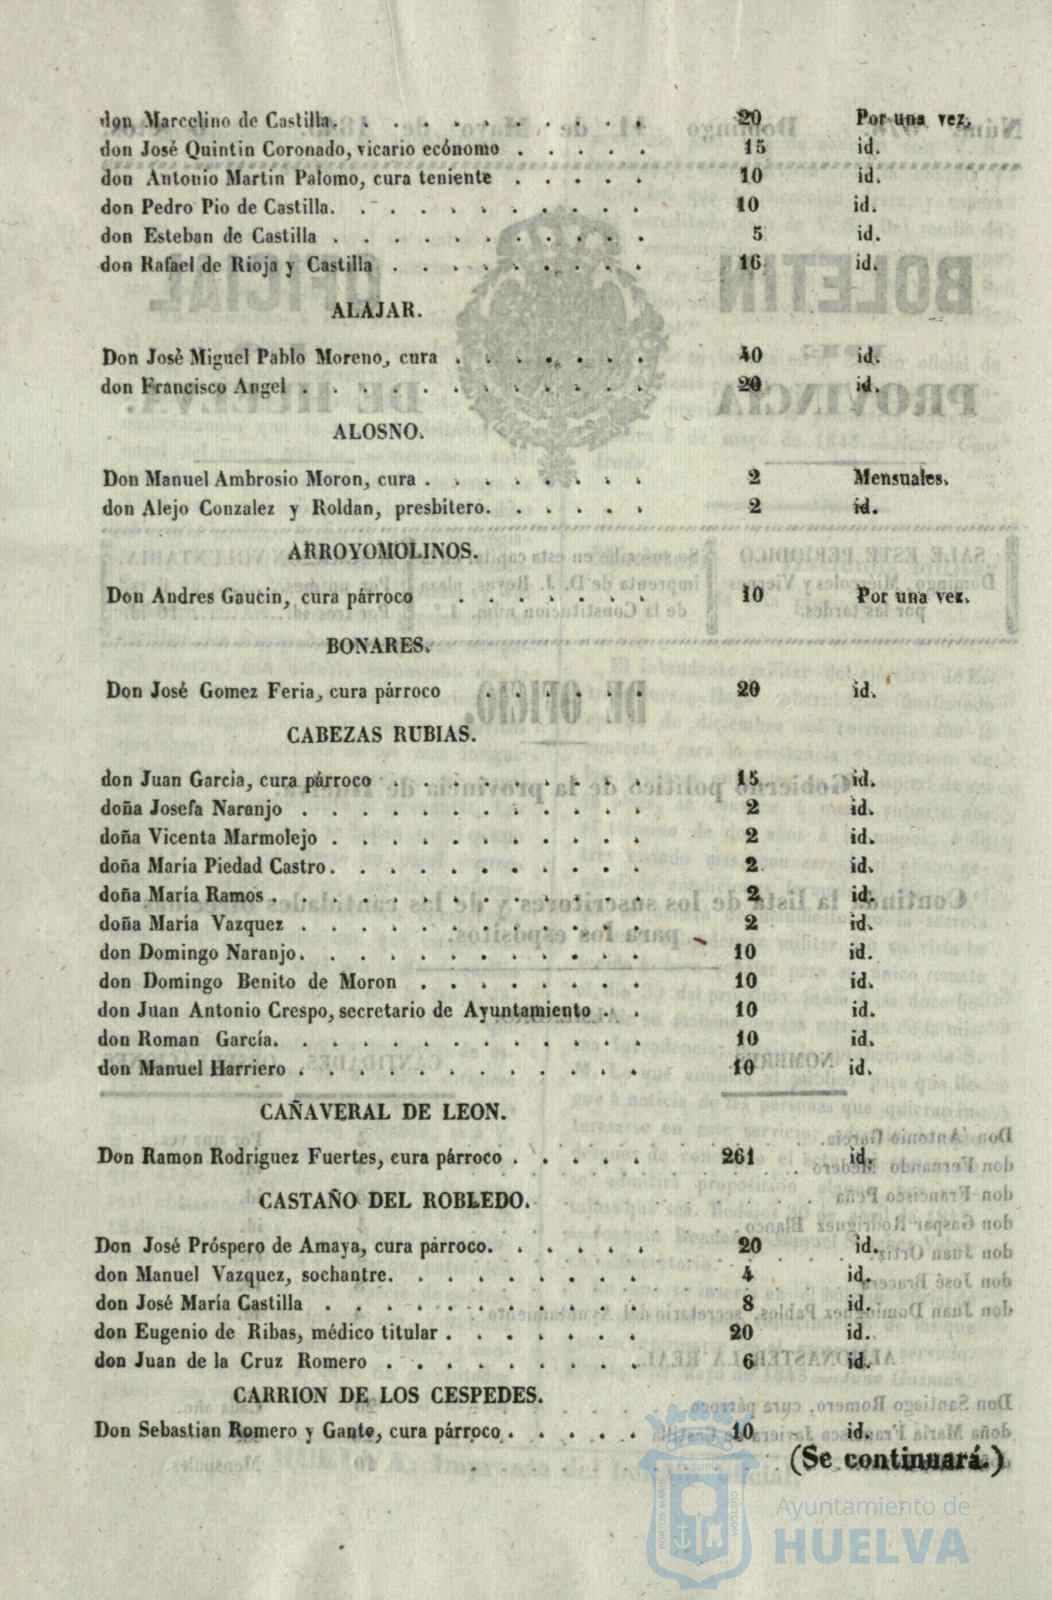 don Marcelino de Castilla. . . . . . . . . . . 20 Por una vez.
don José Quintin Coronado, vicario ecónomo . . . . . 15 id.
don Antonio Martin Palomo, cura teniente . . . . . 10 id.
don Pedro Pio de Castilla. . . . . . . . . . . 10 id.
don Esteban de Castilla . . . . . . . . . . . 5 id.
don Rafael de Rioja y Castilla . . . . . . . . . 16 id.
ALAJAR.
Don José Miguel Pablo Moreno, cura . . . . . . . 40 id.
don Francisco Angel . . . . . . . . . . . . 20 id.
ALOSNO.
Don Manuel Ambrosio Moron, cura . . . . . . . . 2 Mensuales.
don Alejo Conzalez y Roldan, presbitero. . . . . . 2 id.
ARROYOMOLINOS.
Don Andres Gaucin, cura párroco . . . . . . . 10 Por una vez.
BONARES.
Don José Gomez Feria, cura párroco . . . . . . 20 id.
CABEZAS RUBIAS.
don Juan García, cura párroco . . . . . . . . . 15 id.
doña Josefa Naranjo . . . . . . . . . . . . 2 id.
doña Vicenta Marmolejo . . . . . . . . . . . 2 id.
doña María Piedad Castro. . . . . . . . . . . 2 id.
doña María Ramos . . . . . . . . . . . . . 2 id.
doña María Vazquez . . . . . . . . . . . . 2 id.
don Domingo Naranjo. . . . . . . . . . . . 10 id.
don Domingo Benito de Moron . . . . . . . . 10 id.
don Juan Antonio Crespo, secretario de Ayuntamiento . . 10 id.
don Roman García. . . . . . . . . . . . . 10 id.
don Manuel Harriero . . . . . . . . . . . . 10 id.
CAÑAVERAL DE LEON.
Don Ramon Rodriguez Fuertes, cura párroco . . . . . 261 id.
CASTAÑO DEL ROBLEDO.
Don José Próspero de Amaya, cura párroco. . . . . . 20 id.
don Manuel Vazquez, sochantre. . . . . . . . . 4 id.
don José María Castilla . . . . . . . . . . . 8 id.
don Eugenio de Ribas, médico titular . . . . . . . 20 id.
don Juan de la Cruz Romero . . . . . . . . . 6 id.
CARRION DE LOS CESPEDES.
Don Sebastian Romero y Gante, cura párroco . . . . . 10 id.
(Se continuará.)
Ayuntamiento de
HUELVA